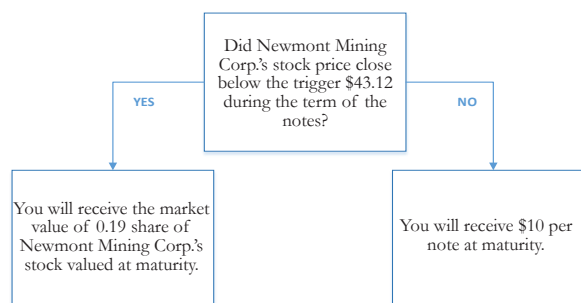 Did Newmont Mining
Corp.'s stock price close
below the trigger $43.12
during the term of the
notes?
YES
NO
You will receive the market
value of 0.19 share of
Newmont Mining Corp.'s
stock valued at maturity.
You will receive $10 per
note at maturity.